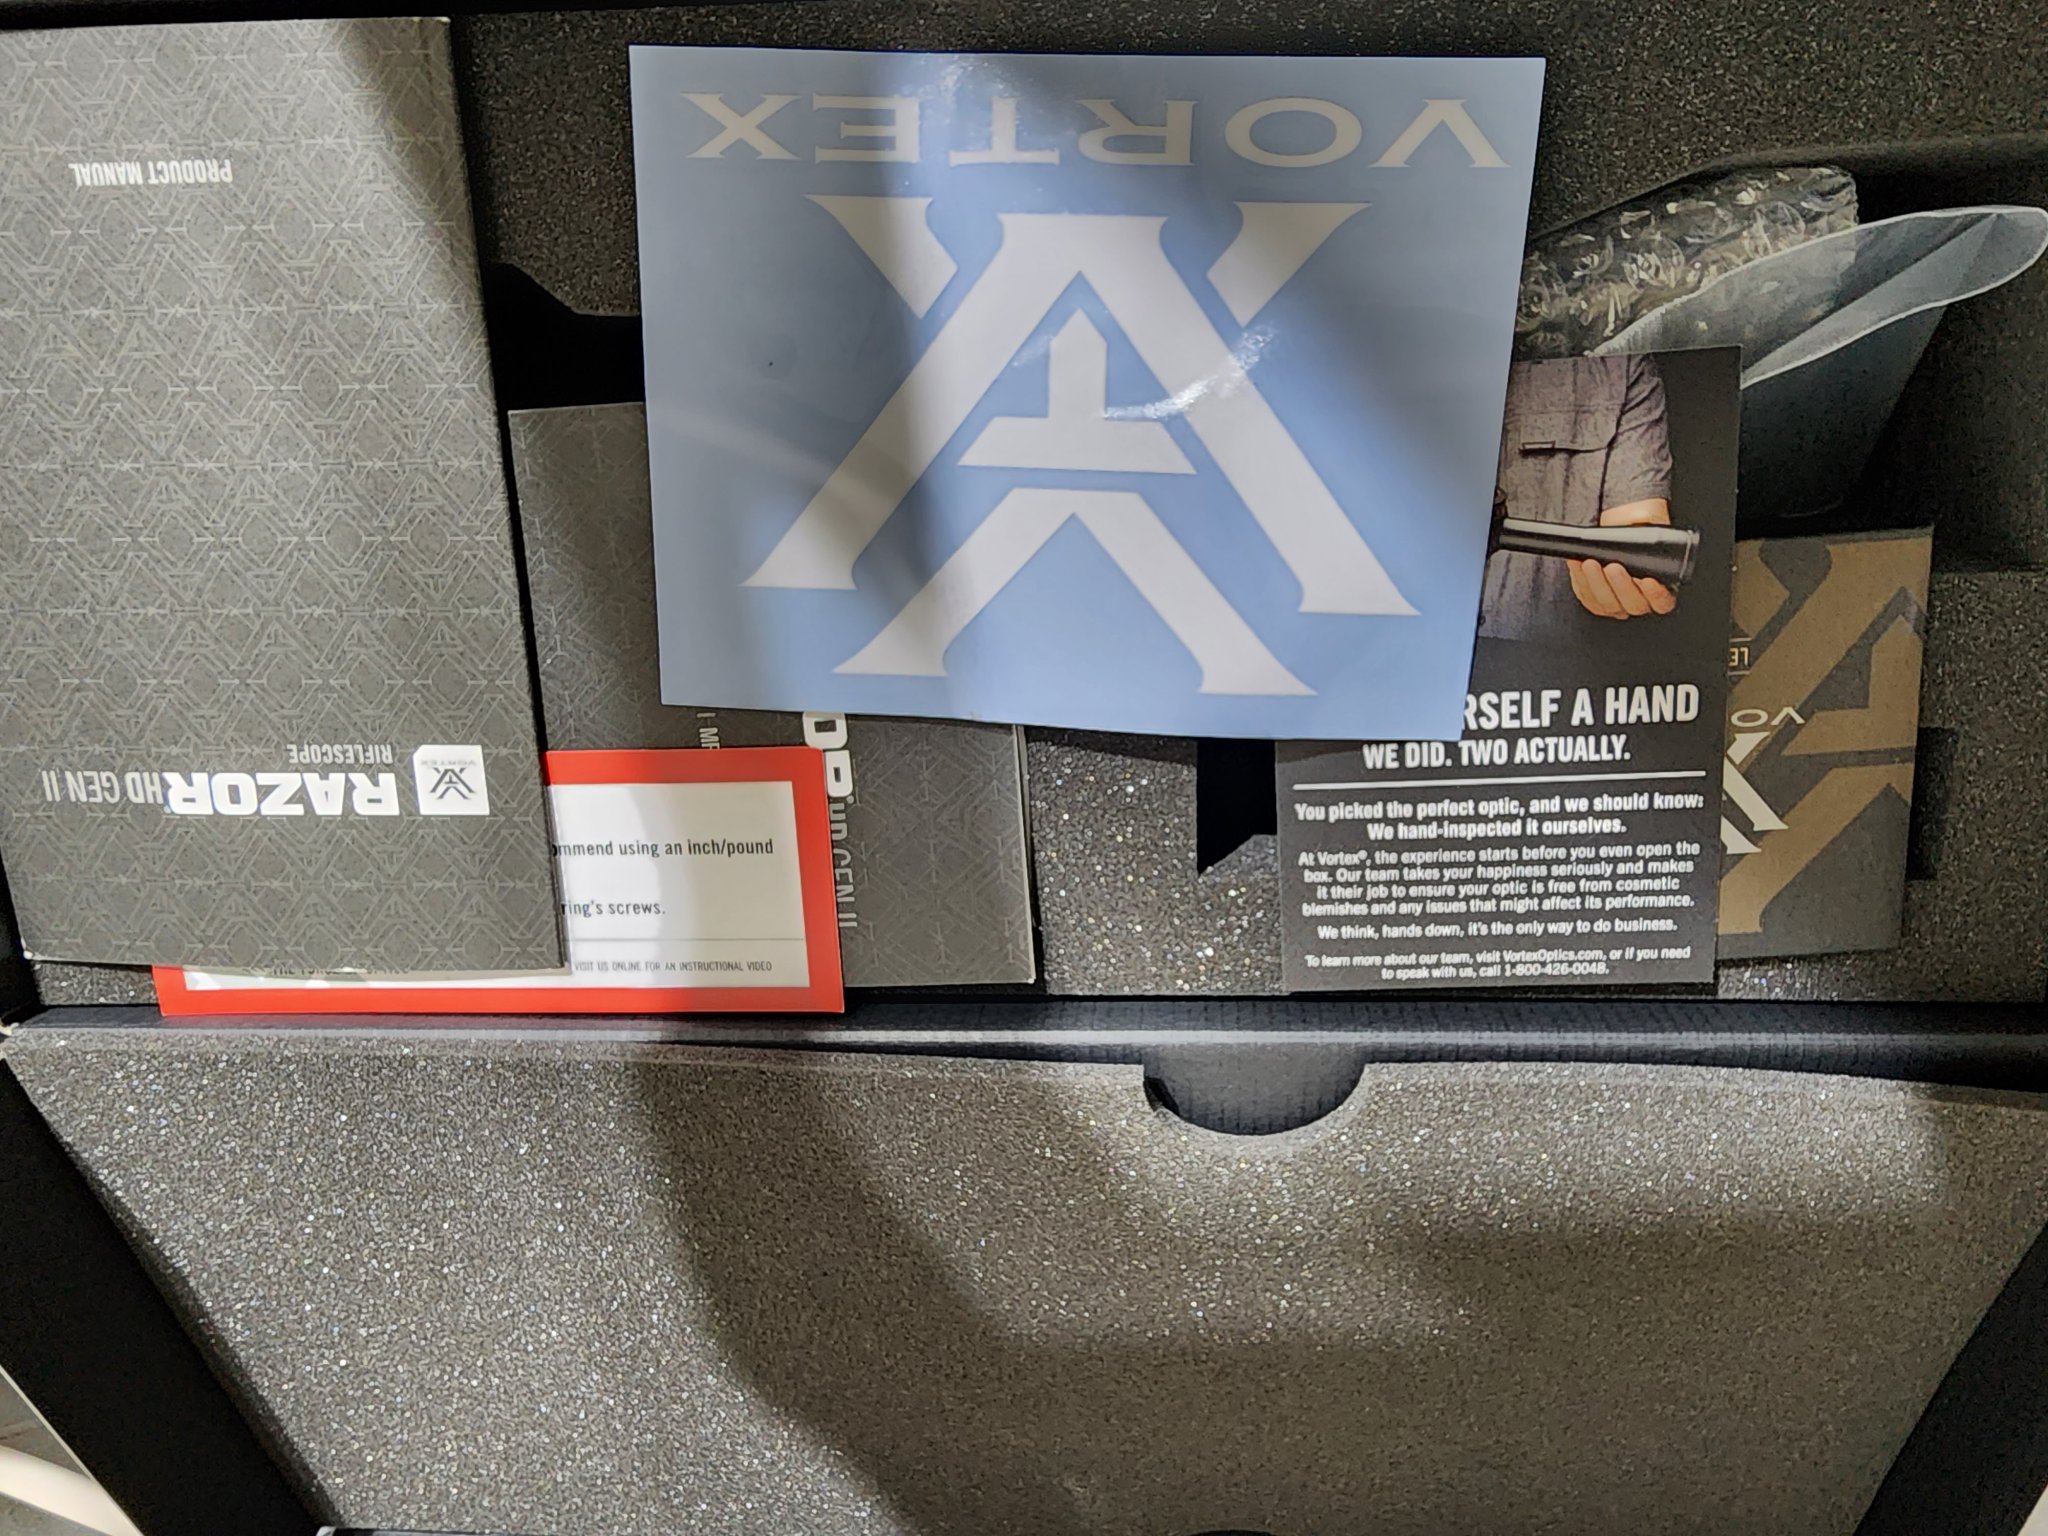 PRODUCT MANUAL
VORTEX
RAZOR HD GEN II
RIFLESCOPE
VORTEX
mmend using an inch/pound
ring's screws.
VISIT US ONLINE FOR AN INSTRUCTIONAL VIDEO
HD GEN II
RSELF A HAND
WE DID. TWO ACTUALLY.
You picked the perfect optic, and we should know:
We hand-inspected it ourselves.
At Vortex®, the experience starts before you even open the
box. Our team takes your happiness seriously and makes
it their job to ensure your optic is free from cosmetic
blemishes and any issues that might affect its performance.
We think, hands down, it's the only way to do business.
To learn more about our team, visit VortexOptics.com, or if you need
to speak with us, call 1-800-426-0048.
VO
LE